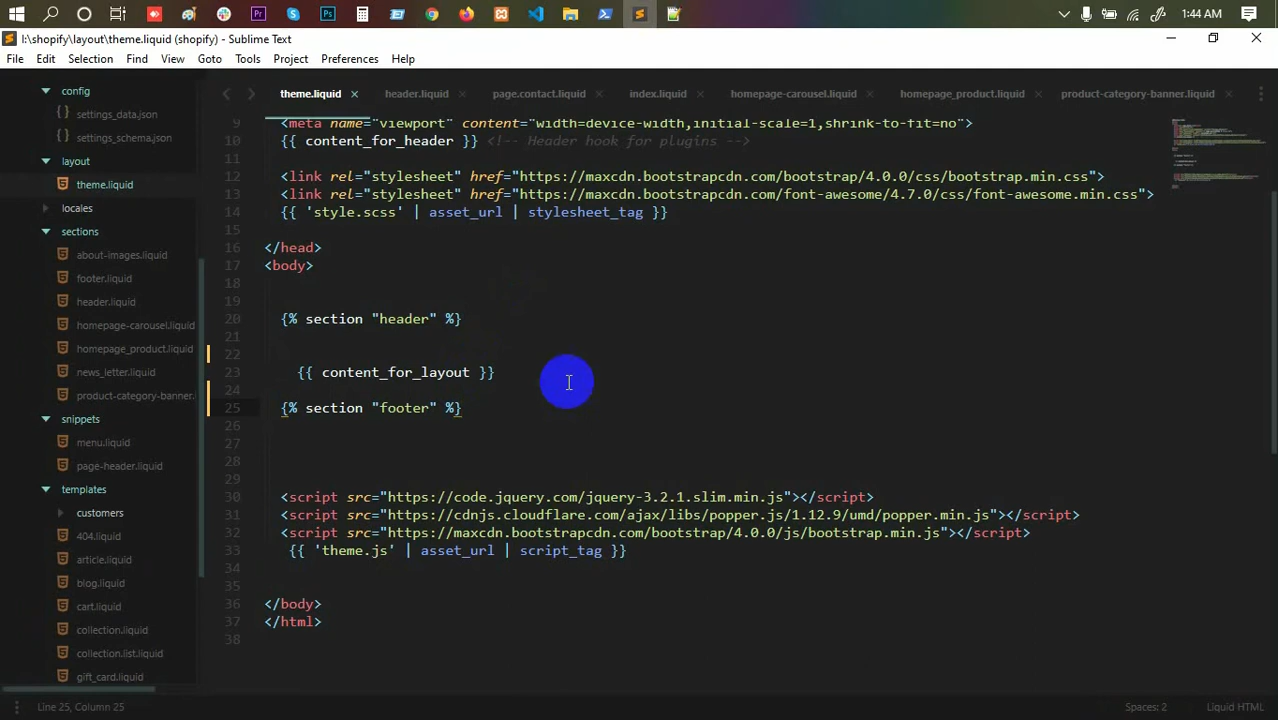 1:44 AM
I:\shopify\layout\theme.liquid (shopify) - Sublime Text
File Edit Selection Find View Goto Tools Project Preferences Help
config
settings_data.json
settings_schema.json
layout
theme.liquid
locales
sections
about-images.liquid
footer.liquid
header.liquid
homepage-carousel.liquid
homepage_product.liquid
news_letter.liquid
product-category-banner.
snippets
menu.liquid
page-header.liquid
templates
customers
404.liquid
article.liquid
blog.liquid
cart.liquid
collection.liquid
collection.list.liquid
gift_card.liquid
theme.liquid header.liquid page.contact.liquid index.liquid homepage-carousel.liquid homepage_product.liquid product-category-banner.liquid
9 <meta name="viewport" content="width=device-width,initial-scale=1,shrink-to-fit=no">
10 {{ content_for_header }} <!-- Header hook for plugins -->
11
12 <link rel="stylesheet" href="https://maxcdn.bootstrapcdn.com/bootstrap/4.0.0/css/bootstrap.min.css">
13 <link rel="stylesheet" href="https://maxcdn.bootstrapcdn.com/font-awesome/4.7.0/css/font-awesome.min.css">
14 {{ 'style.scss' | asset_url | stylesheet_tag }}
15
16 </head>
17 <body>
18
19
20 {% section "header" %}
21
22
23 {{ content_for_layout }}
24
25 {% section "footer" %}
26
27
28
29
30 <script src="https://code.jquery.com/jquery-3.2.1.slim.min.js"></script>
31 <script src="https://cdnjs.cloudflare.com/ajax/libs/popper.js/1.12.9/umd/popper.min.js"></script>
32 <script src="https://maxcdn.bootstrapcdn.com/bootstrap/4.0.0/js/bootstrap.min.js"></script>
33 {{ 'theme.js' | asset_url | script_tag }}
34
35
36 </body>
37 </html>
38
Line 25, Column 25 Spaces: 2 Liquid HTML